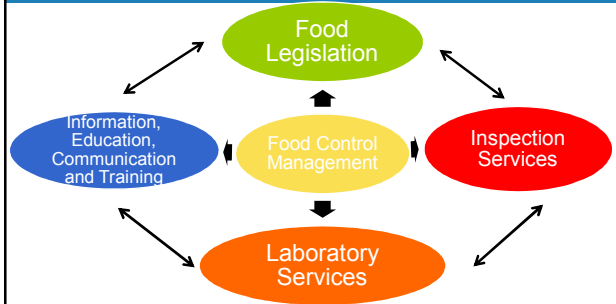 Food
Legislation
Information,
Education,
Communication
and Training
Food Control
Management
Inspection
Services
Laboratory
Services